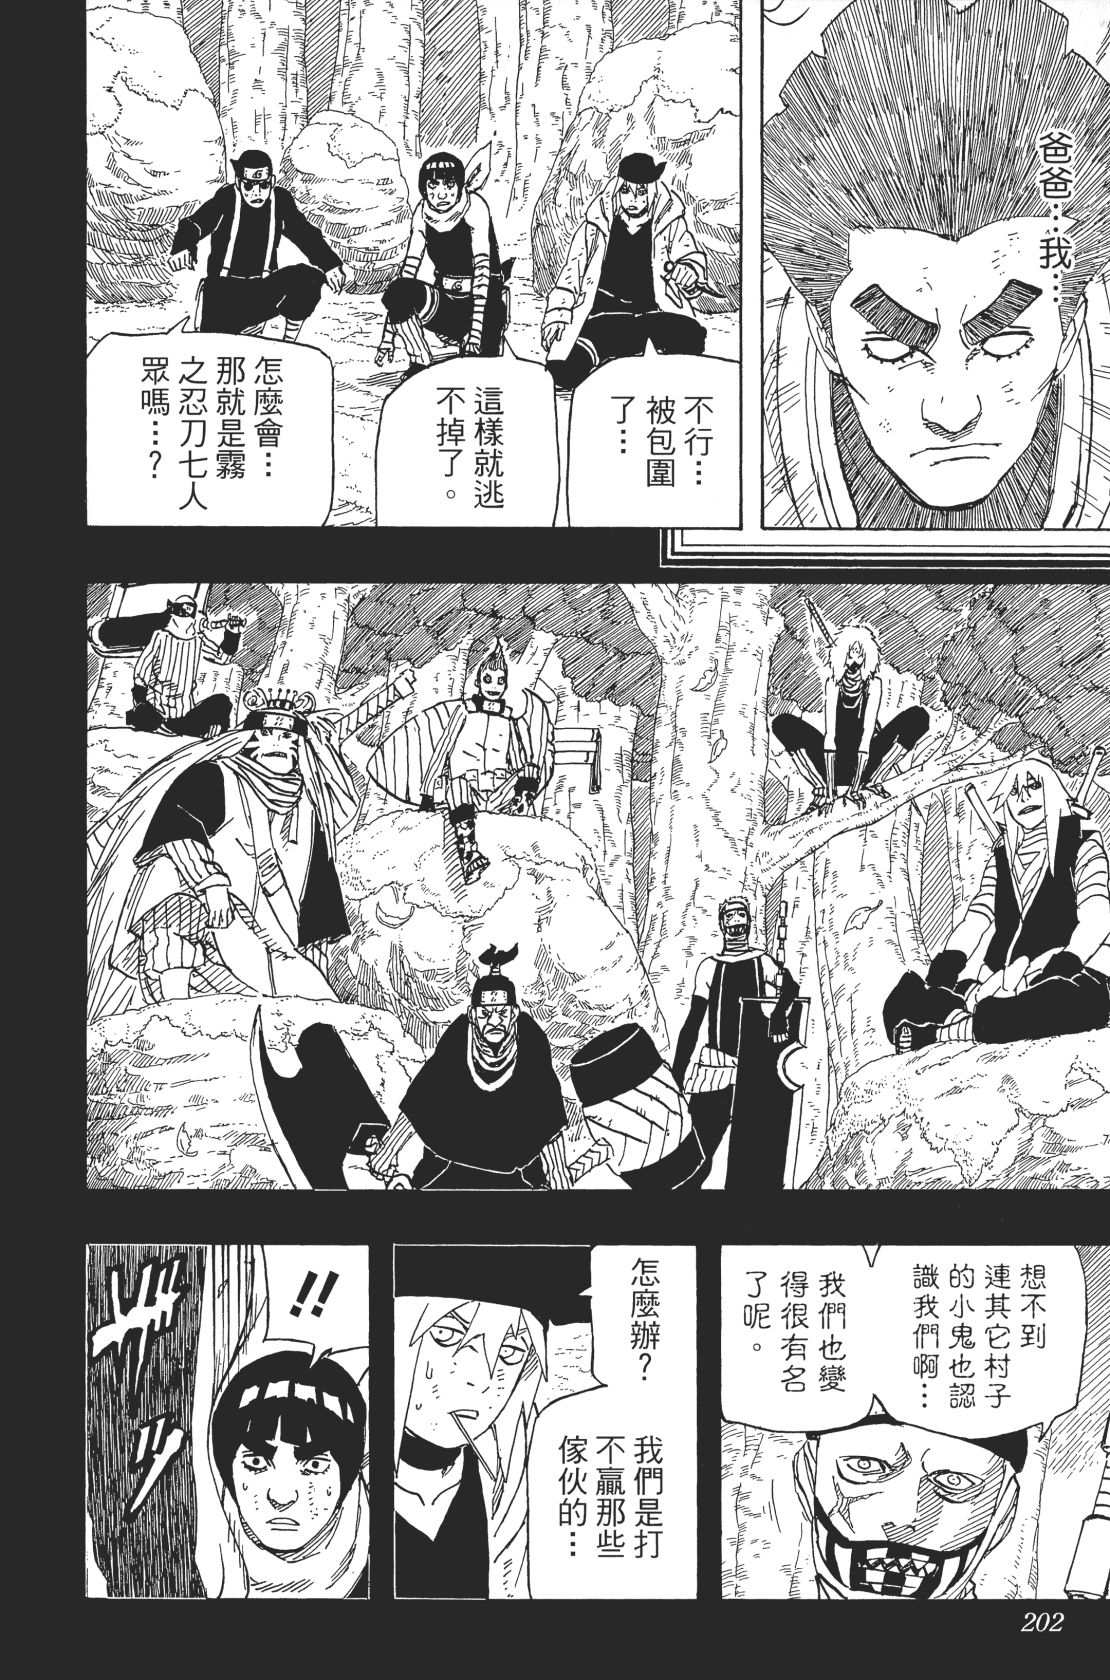 爸爸…我…
不行…
被包圍
了…
這樣就逃
不掉了。
怎麼會…
那就是霧
之忍刀七人
眾嗎…?
想不到
連其它村子
的小鬼也認
識我們啊…
我們也變
得很有名
了呢。
怎麼辦?
我們是打
不贏那些
傢伙的…
!!
202